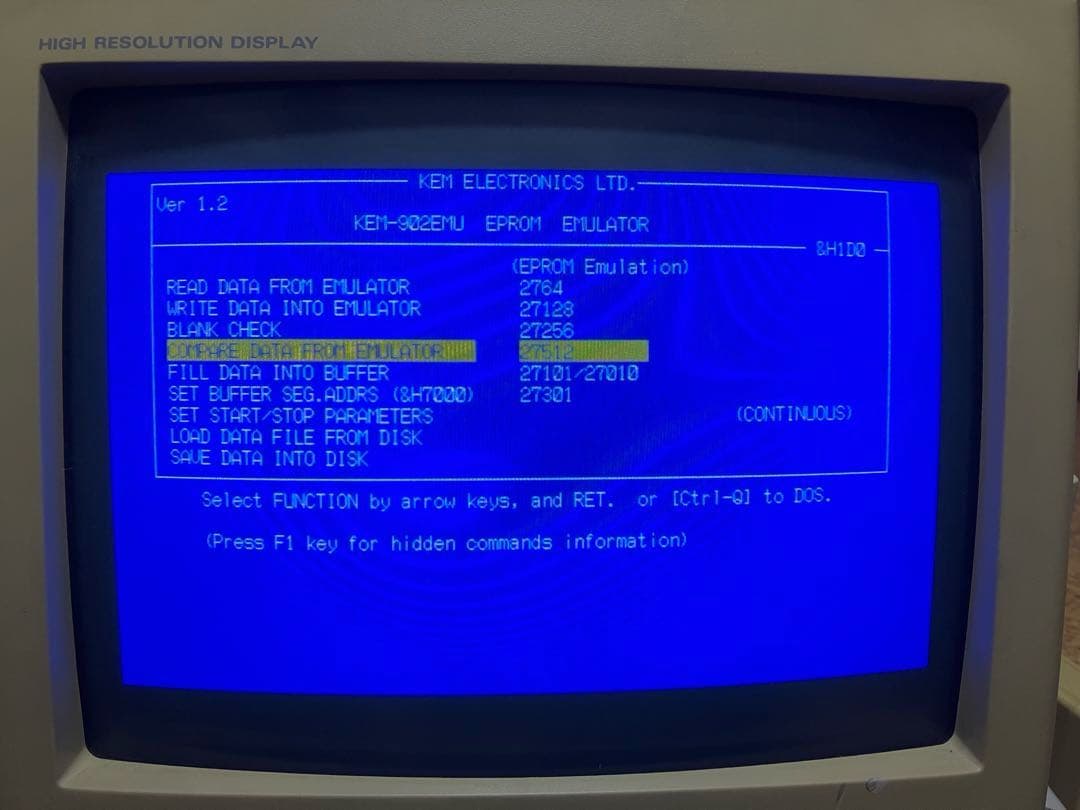 HIGH RESOLUTION DISPLAY
KEM ELECTRONICS LTD.
Ver 1.2
KEM-902EMU EPROM EMULATOR
&H1D0
(EPROM Emulation)
READ DATA FROM EMULATOR 2764
WRITE DATA INTO EMULATOR 27128
BLANK CHECK 27256
COMPARE DATA FROM EMULATOR 27512
FILL DATA INTO BUFFER 27101/27010
SET BUFFER SEG.ADDRS (&H7000) 27301
SET START/STOP PARAMETERS (CONTINUOUS)
LOAD DATA FILE FROM DISK
SAVE DATA INTO DISK
Select FUNCTION by arrow keys, and RET. or [Ctrl-Q] to DOS.
(Press F1 key for hidden commands information)